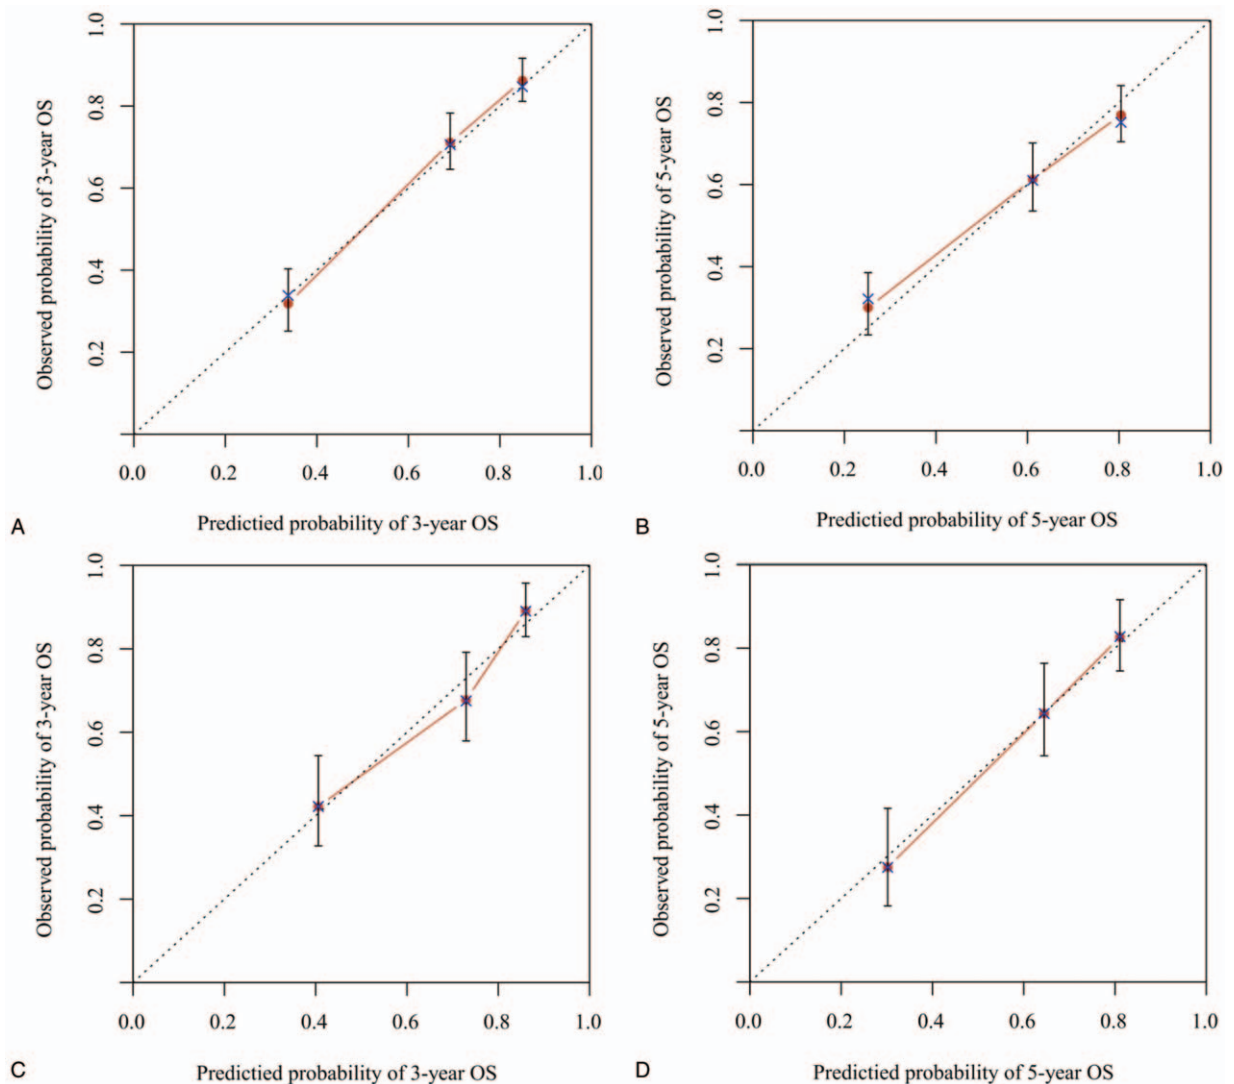 1.0
0.8
0.6
0.4
0.2
Observed probability of 3-year OS
0.0 0.2 0.4 0.6 0.8 1.0
Predictied probability of 3-year OS
A
1.0
0.8
0.6
0.4
0.2
Observed probability of 5-year OS
0.0 0.2 0.4 0.6 0.8 1.0
Predictied probability of 5-year OS
B
1.0
0.8
0.6
0.4
0.2
Observed probability of 3-year OS
0.0 0.2 0.4 0.6 0.8 1.0
Predictied probability of 3-year OS
C
1.0
0.8
0.6
0.4
0.2
Observed probability of 5-year OS
0.0 0.2 0.4 0.6 0.8 1.0
Predictied probability of 5-year OS
D